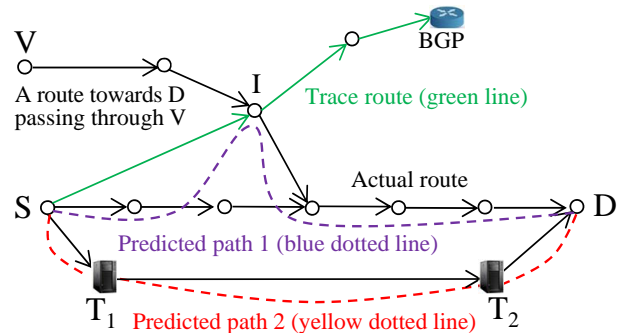 BGP
V
I
A route towards D
passing through V
Trace route (green line)
Actual route
S
D
Predicted path 1 (blue dotted line)
T1
T2
Predicted path 2 (yellow dotted line)